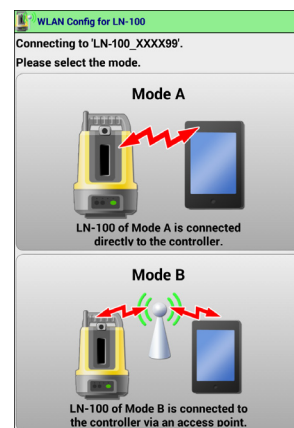 WLAN Config for LN-100
Connecting to 'LN-100_XXXX99'.
Please select the mode.
Mode A
LN-100 of Mode A is connected
directly to the controller.
Mode B
LN-100 of Mode B is connected to
the controller via an access point.